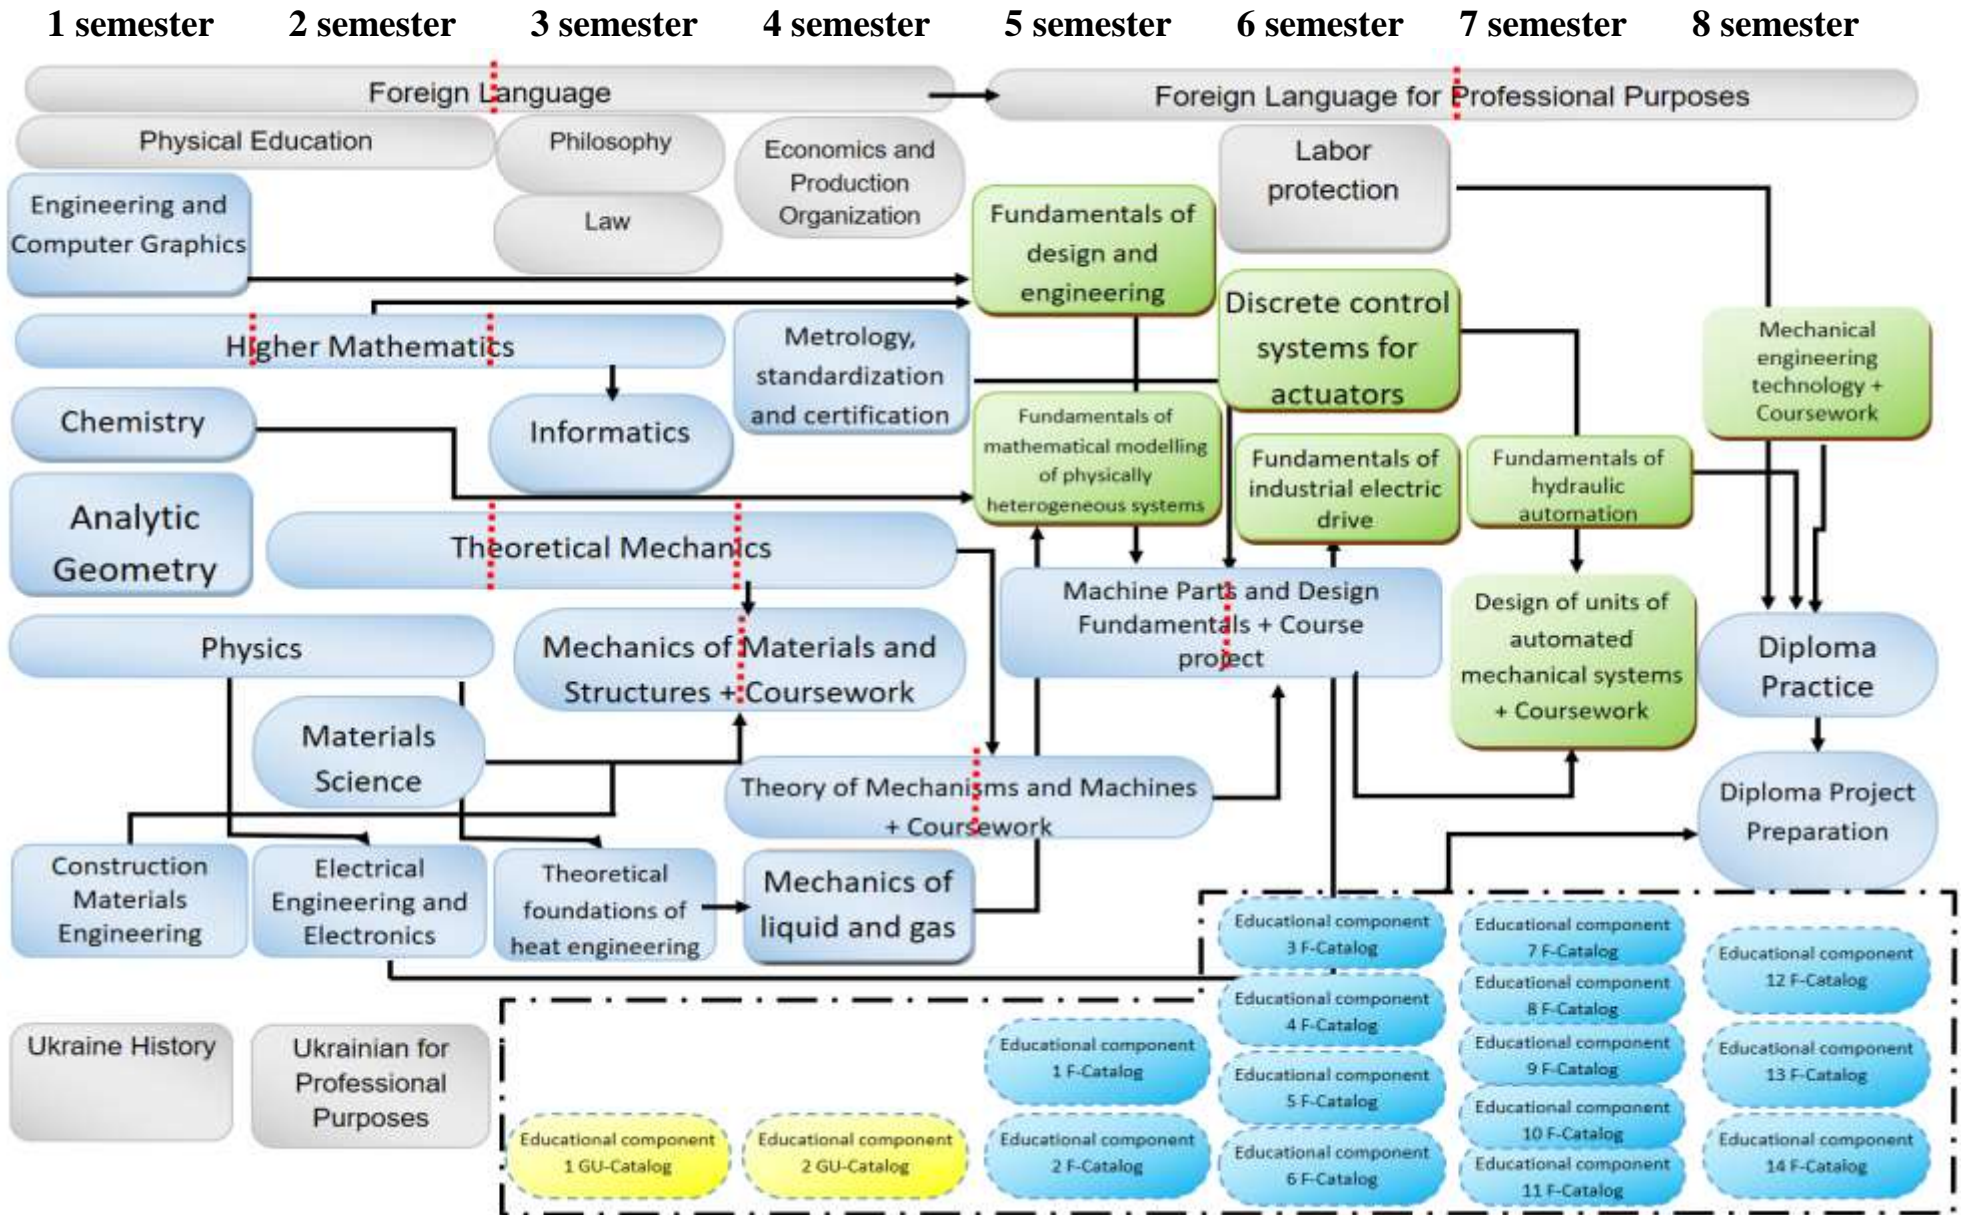 1 semester 2 semester 3 semester 4 semester 5 semester 6 semester 7 semester 8 semester
Foreign Language
Foreign Language for Professional Purposes
Physical Education
Philosophy
Law
Economics and
Production
Organization
Labor
protection
Engineering and
Computer Graphics
Fundamentals of
design and
engineering
Discrete control
systems for
actuators
Higher Mathematics
Metrology,
standardization
and certification
Mechanical
engineering
technology +
Coursework
Chemistry
Informatics
Fundamentals of
mathematical modelling
of physically
heterogeneous systems
Fundamentals of
industrial electric
drive
Fundamentals of
hydraulic
automation
Analytic
Geometry
Theoretical Mechanics
Machine Parts and Design
Fundamentals + Course
project
Design of units of
automated
mechanical systems
+ Coursework
Diploma
Practice
Physics
Mechanics of Materials and
Structures + Coursework
Materials
Science
Theory of Mechanisms and Machines
+ Coursework
Diploma Project
Preparation
Construction
Materials
Engineering
Electrical
Engineering and
Electronics
Theoretical
foundations of
heat engineering
Mechanics of
liquid and gas
Ukraine History
Ukrainian for
Professional
Purposes
Educational component
1 GU-Catalog
Educational component
2 GU-Catalog
Educational component
1 F-Catalog
Educational component
2 F-Catalog
Educational component
3 F-Catalog
Educational component
4 F-Catalog
Educational component
5 F-Catalog
Educational component
6 F-Catalog
Educational component
7 F-Catalog
Educational component
8 F-Catalog
Educational component
9 F-Catalog
Educational component
10 F-Catalog
Educational component
11 F-Catalog
Educational component
12 F-Catalog
Educational component
13 F-Catalog
Educational component
14 F-Catalog